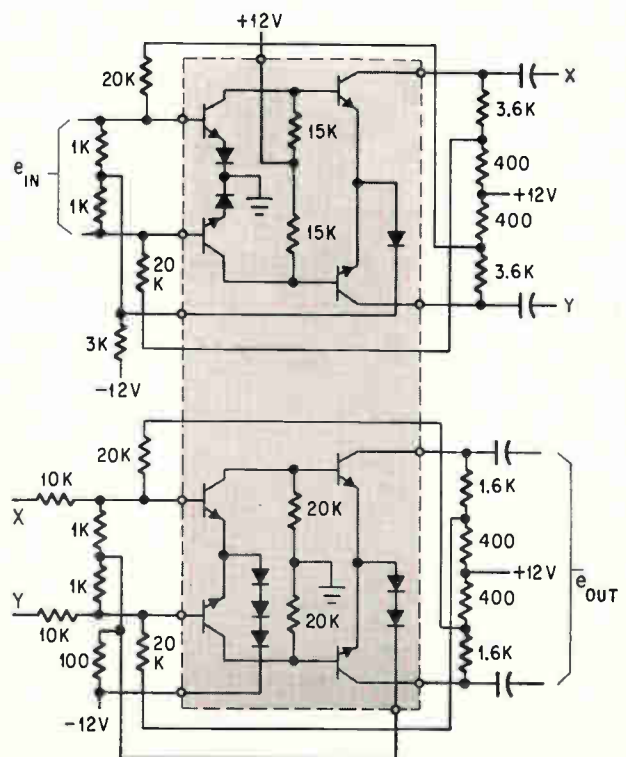 +12V
20K
X
3.6K
1K
15K
400
e IN
+12V
1K
400
15K
20
K
3.6K
3K
Y
-12V
20K
10K
X
1.6K
1K
20K
400
+12V
e OUT
1K
400
Y
20K
10K
20
K
1.6K
100
-12V